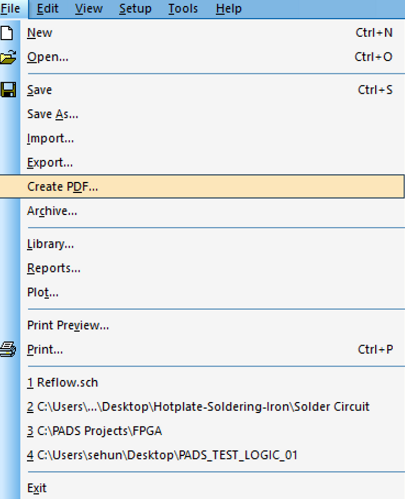 File Edit View Setup Tools Help
New Ctrl+N
Open... Ctrl+O
Save Ctrl+S
Save As...
Import...
Export...
Create PDF...
Archive...
Library...
Reports...
Plot...
Print Preview...
Print... Ctrl+P
1 Reflow.sch
2 C:\Users\...\Desktop\Hotplate-Soldering-Iron\Solder Circuit
3 C:\PADS Projects\FPGA
4 C:\Users\sehun\Desktop\PADS_TEST_LOGIC_01
Exit